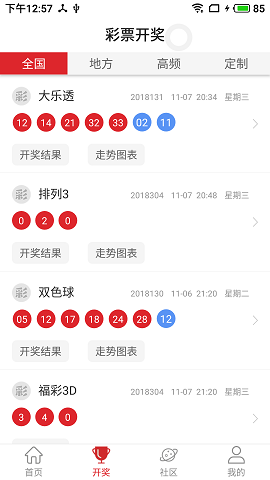 下午12:57 85
彩票开奖
全国 地方 高频 定制
彩 大乐透 2018131 11-07 20:34 星期三
12 14 21 32 33 02 11
开奖结果 走势图表
彩 排列3 2018304 11-07 20:48 星期三
0 2 0
开奖结果 走势图表
彩 双色球 2018130 11-06 21:20 星期二
05 12 17 18 24 28 12
开奖结果 走势图表
彩 福彩3D 2018304 11-07 21:20 星期三
3 4 0
首页 开奖 社区 我的